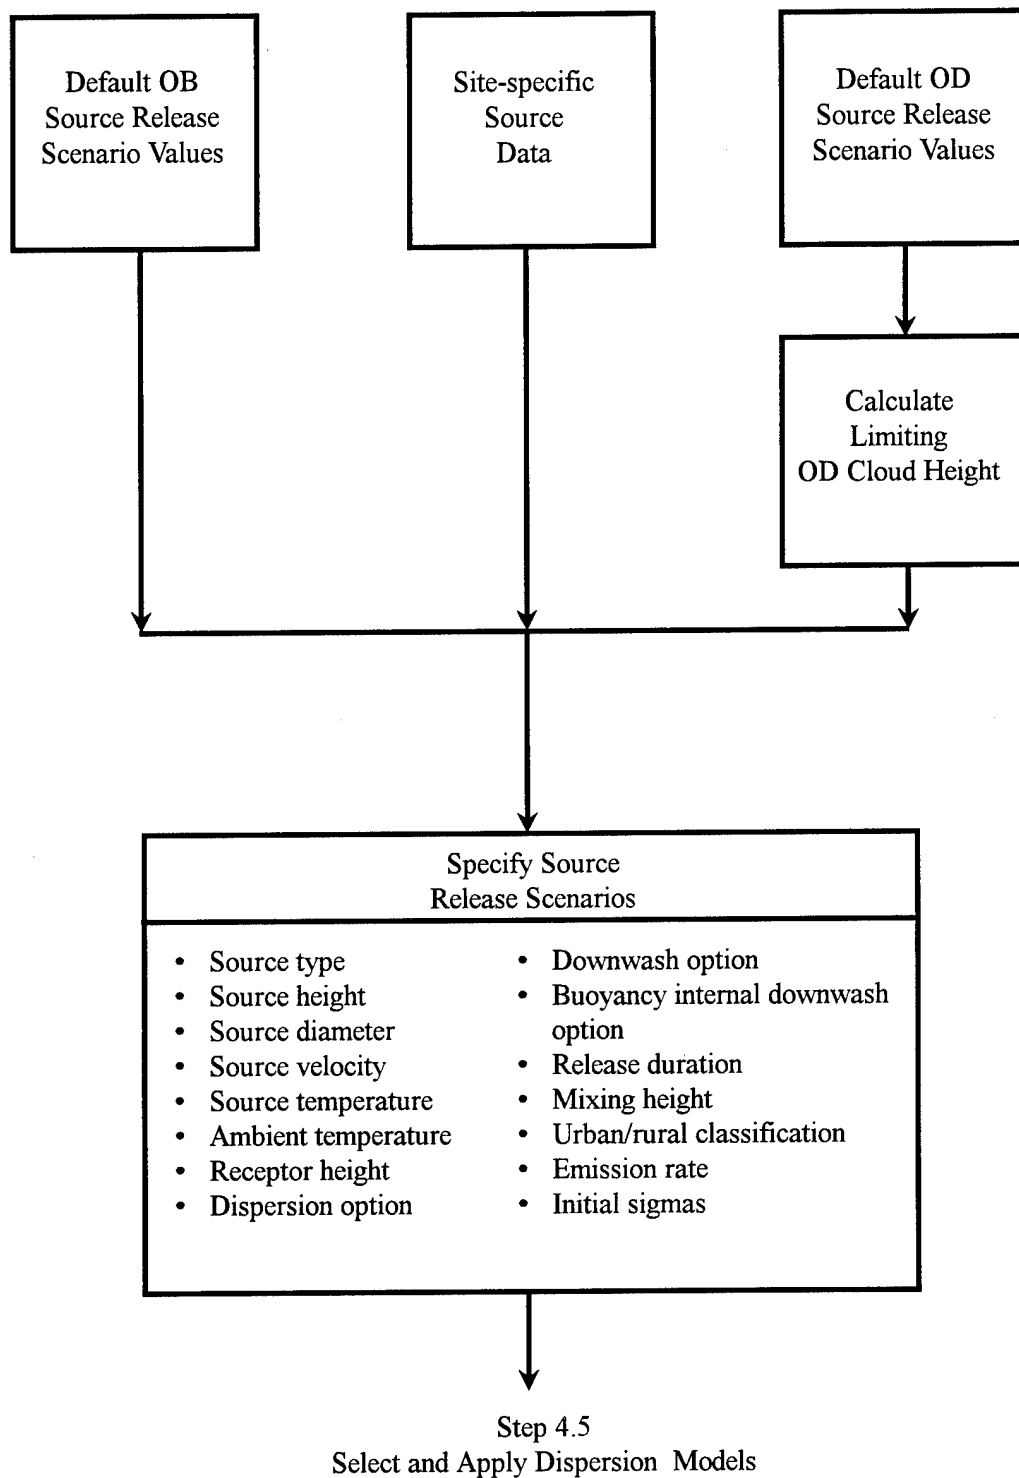 Default OB
Source Release
Scenario Values
Site-specific
Source
Data
Default OD
Source Release
Scenario Values
Calculate
Limiting
OD Cloud Height
Specify Source
Release Scenarios
• Source type
• Source height
• Source diameter
• Source velocity
• Source temperature
• Ambient temperature
• Receptor height
• Dispersion option
• Downwash option
• Buoyancy internal downwash
option
• Release duration
• Mixing height
• Urban/rural classification
• Emission rate
• Initial sigmas
Step 4.5
Select and Apply Dispersion Models